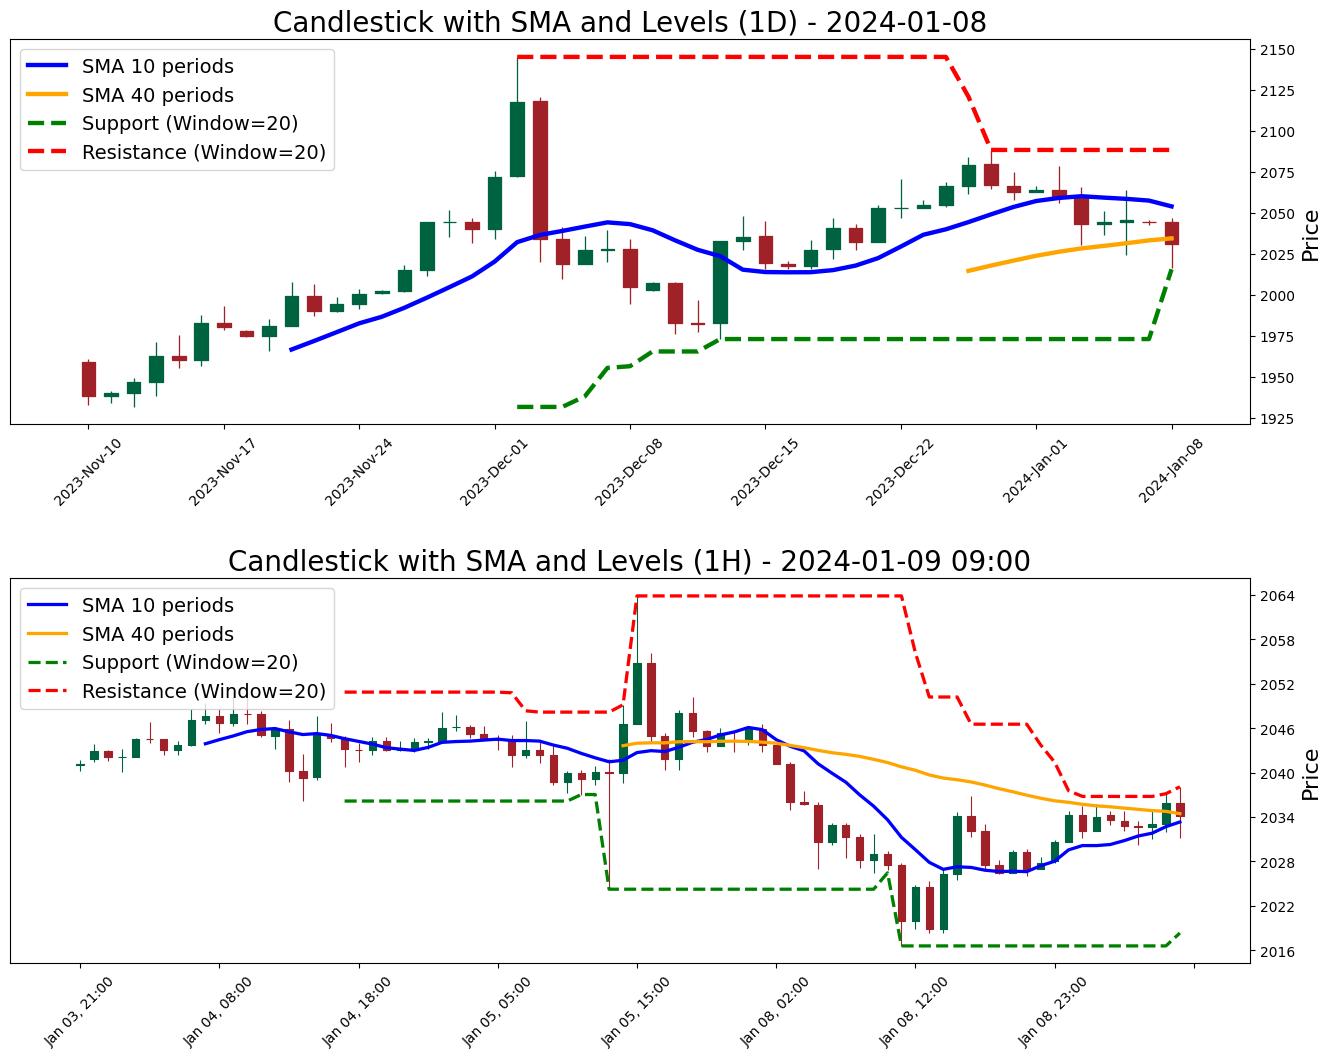 Candlestick with SMA and Levels (1D) - 2024-01-08
SMA 10 periods
SMA 40 periods
Support (Window=20)
Resistance (Window=20)
2150
2125
2100
2075
2050
2025
2000
1975
1950
1925
Price
2023-Nov-10
2023-Nov-17
2023-Nov-24
2023-Dec-01
2023-Dec-08
2023-Dec-15
2023-Dec-22
2024-Jan-01
2024-Jan-08
Candlestick with SMA and Levels (1H) - 2024-01-09 09:00
SMA 10 periods
SMA 40 periods
Support (Window=20)
Resistance (Window=20)
2064
2058
2052
2046
2040
2034
2028
2022
2016
Price
Jan 03, 21:00
Jan 04, 08:00
Jan 04, 18:00
Jan 05, 05:00
Jan 05, 15:00
Jan 08, 02:00
Jan 08, 12:00
Jan 08, 23:00